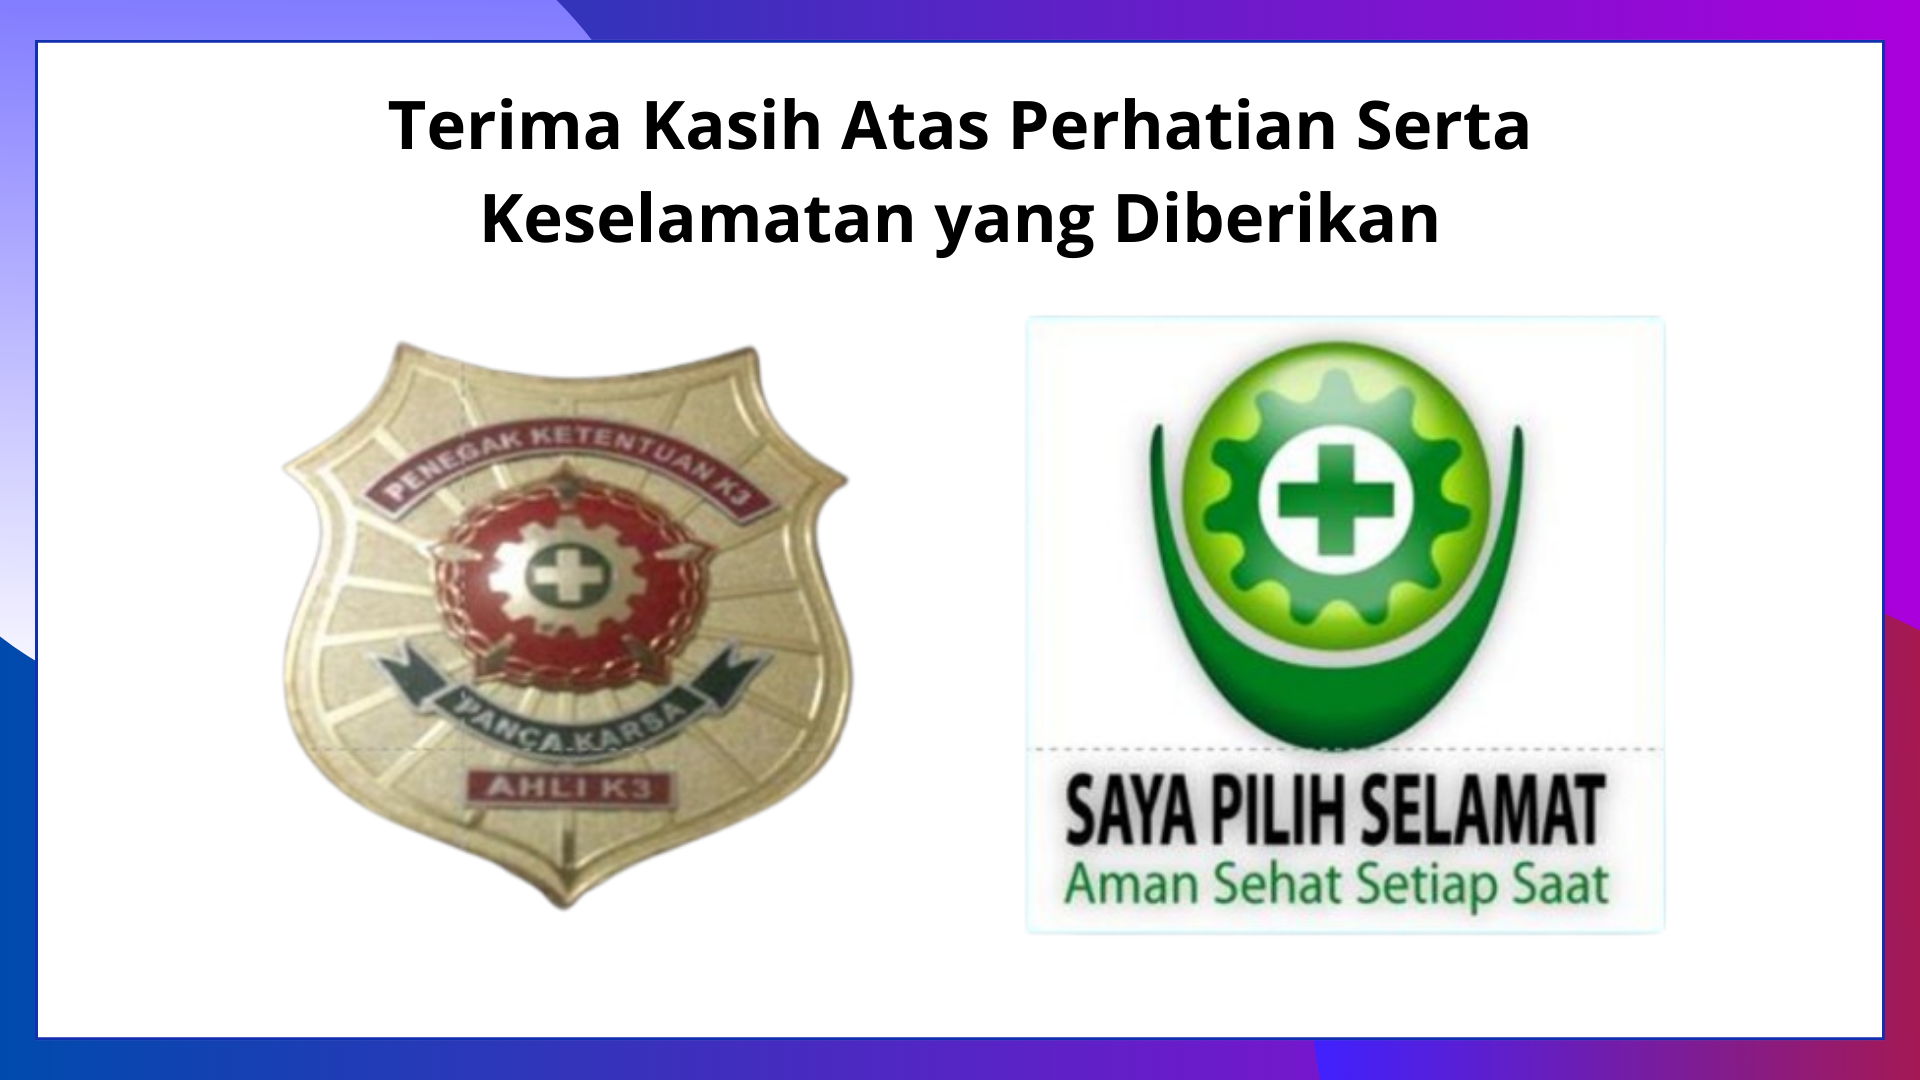 Terima Kasih Atas Perhatian Serta
Keselamatan yang Diberikan
PENEGAK KETENTUAN K3
PANCA KARSA
AHLI K3
SAYA PILIH SELAMAT
Aman Sehat Setiap Saat